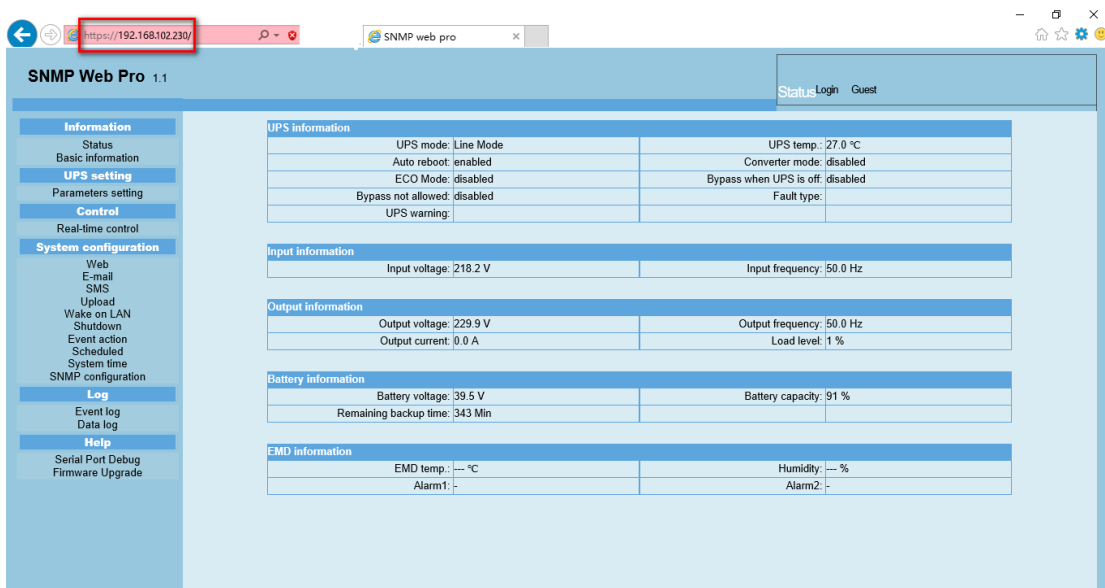 https://192.168.102.230/
SNMP web pro
SNMP Web Pro 1.1
Status Login Guest
Information
Status
Basic information
UPS setting
Parameters setting
Control
Real-time control
System configuration
Web
E-mail
SMS
Upload
Wake on LAN
Shutdown
Event action
Scheduled
System time
SNMP configuration
Log
Event log
Data log
Help
Serial Port Debug
Firmware Upgrade
UPS information
UPS mode: Line Mode UPS temp.: 27.0 ℃
Auto reboot: enabled Converter mode: disabled
ECO Mode: disabled Bypass when UPS is off: disabled
Bypass not allowed: disabled Fault type:
UPS warning:
Input information
Input voltage: 218.2 V Input frequency: 50.0 Hz
Output information
Output voltage: 229.9 V Output frequency: 50.0 Hz
Output current: 0.0 A Load level: 1 %
Battery information
Battery voltage: 39.5 V Battery capacity: 91 %
Remaining backup time: 343 Min
EMD information
EMD temp.: --- ℃ Humidity: --- %
Alarm1: - Alarm2: -